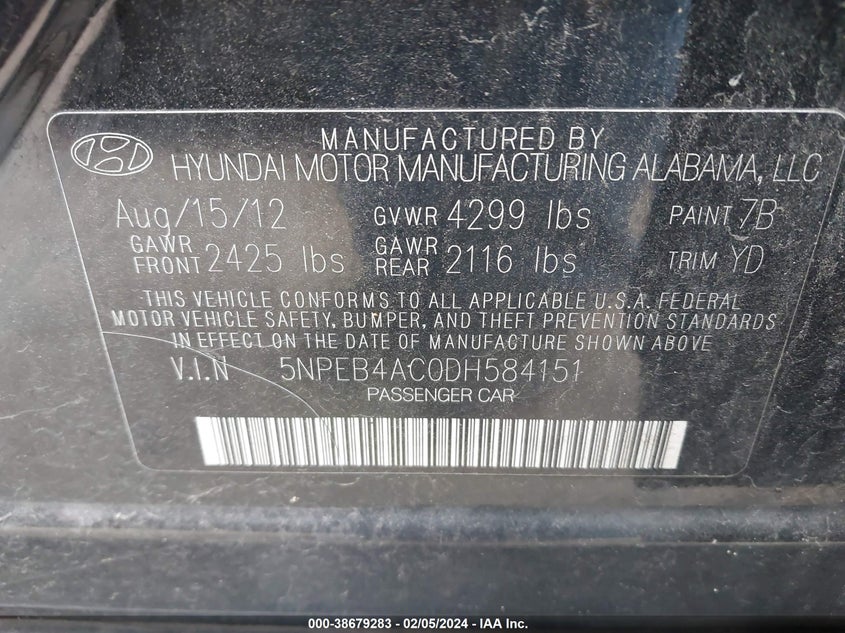 MANUFACTURED BY
HYUNDAI MOTOR MANUFACTURING ALABAMA, LLC
Aug/15/12 GVWR 4299 lbs PAINT 7B
GAWR FRONT 2425 lbs GAWR REAR 2116 lbs TRIM YD
THIS VEHICLE CONFORMS TO ALL APPLICABLE U.S.A. FEDERAL
MOTOR VEHICLE SAFETY, BUMPER, AND THEFT PREVENTION STANDARDS
IN EFFECT ON THE DATE OF MANUFACTURE SHOWN ABOVE
V.I.N 5NPEB4AC0DH584151
PASSENGER CAR
000-38679283 - 02/05/2024 - IAA Inc.